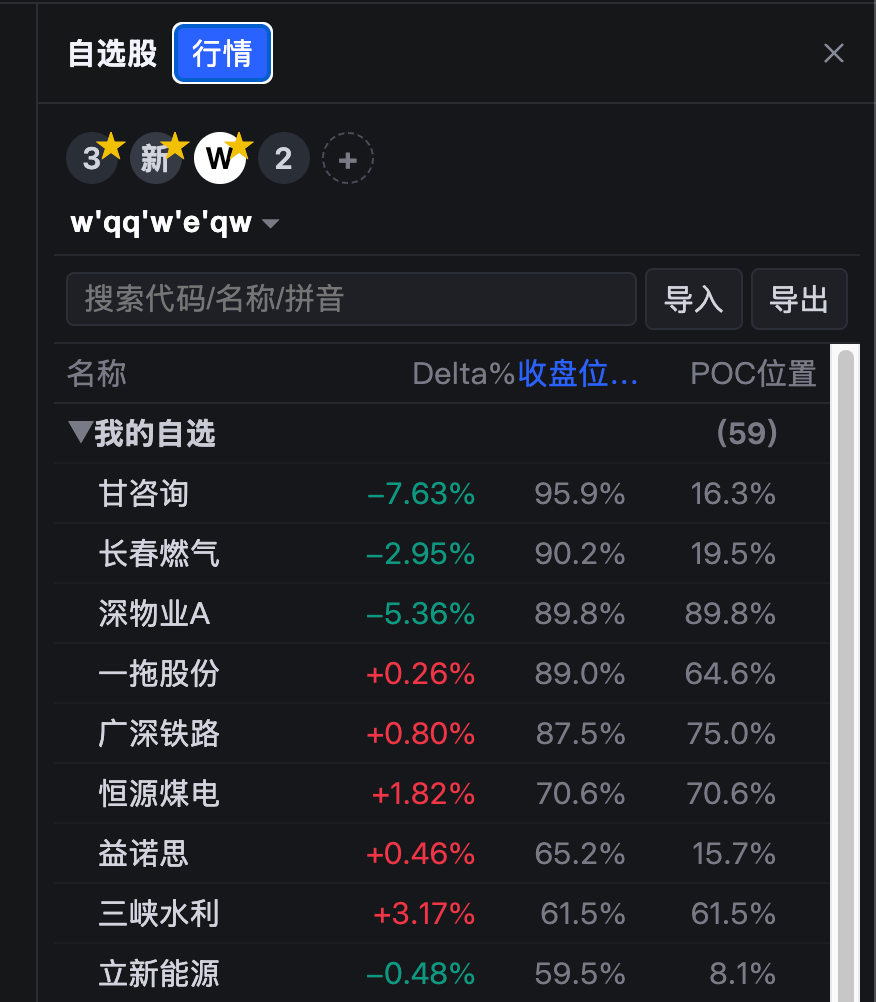 自选股 行情 ×
3 新 W 2 +
w'qq'w'e'qw
搜索代码/名称/拼音 导入 导出
名称 Delta% 收盘位... POC位置
▼我的自选 (59)
甘咨询 −7.63% 95.9% 16.3%
长春燃气 −2.95% 90.2% 19.5%
深物业A −5.36% 89.8% 89.8%
一拖股份 +0.26% 89.0% 64.6%
广深铁路 +0.80% 87.5% 75.0%
恒源煤电 +1.82% 70.6% 70.6%
益诺思 +0.46% 65.2% 15.7%
三峡水利 +3.17% 61.5% 61.5%
立新能源 −0.48% 59.5% 8.1%